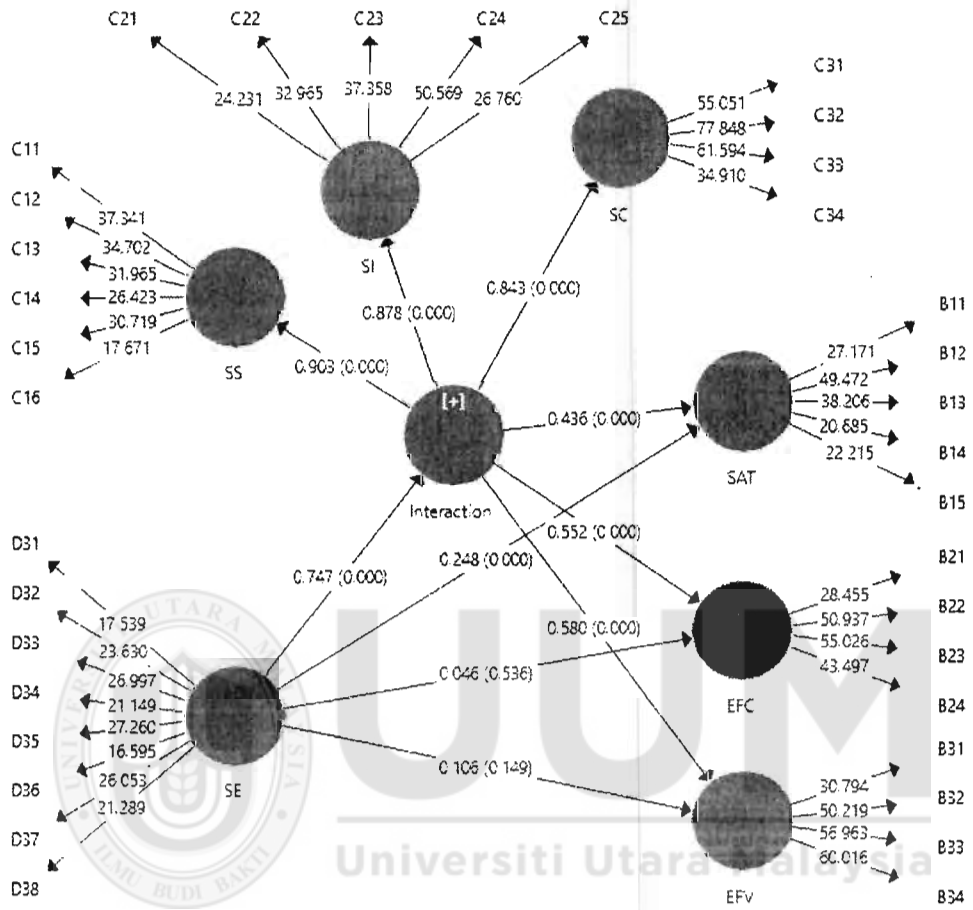 C21 C22 C23 C24 C25
24.231 32.965 37.358 50.569 26.760
SI
C31
C32
C33
C34
55.051
77.848
61.594
34.910
SC
C11
C12
C13
C14
C15
C16
37.341
34.702
31.965
26.423
30.719
17.671
SS
0.903 (0.000)
0.878 (0.000)
0.843 (0.000)
[+]
Interaction
0.436 (0.000)
0.552 (0.000)
0.580 (0.000)
0.747 (0.000)
0.248 (0.000)
0.046 (0.536)
0.106 (0.149)
B11
B12
B13
B14
B15
27.171
49.472
38.206
20.685
22.215
SAT
B21
B22
B23
B24
28.455
50.937
55.026
43.497
EFC
B31
B32
B33
B34
30.794
50.219
56.963
60.016
EFV
D31
D32
D33
D34
D35
D36
D37
D38
17.539
23.630
26.997
21.149
27.260
16.595
26.053
21.289
SE
UUM
Universiti Utara Malaysia
UNIVERSITI UTARA MALAYSIA
ILMU BUDI BAKTI